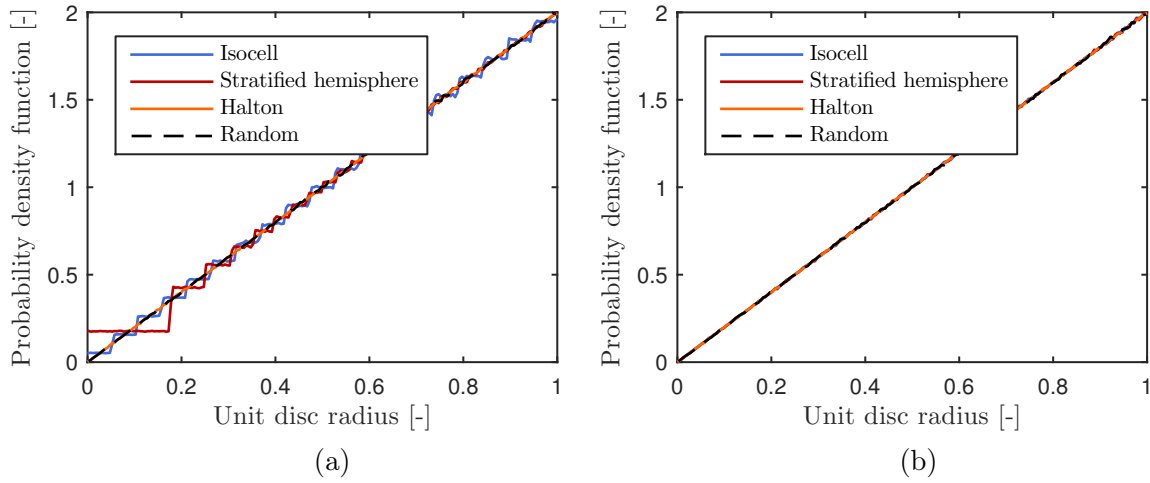 Probability density function [-]
2
1.5
1
0.5
0
Isocell
Stratified hemisphere
Halton
Random
0 0.2 0.4 0.6 0.8 1
Unit disc radius [-]
(a)
Probability density function [-]
2
1.5
1
0.5
0
Isocell
Stratified hemisphere
Halton
Random
0 0.2 0.4 0.6 0.8 1
Unit disc radius [-]
(b)